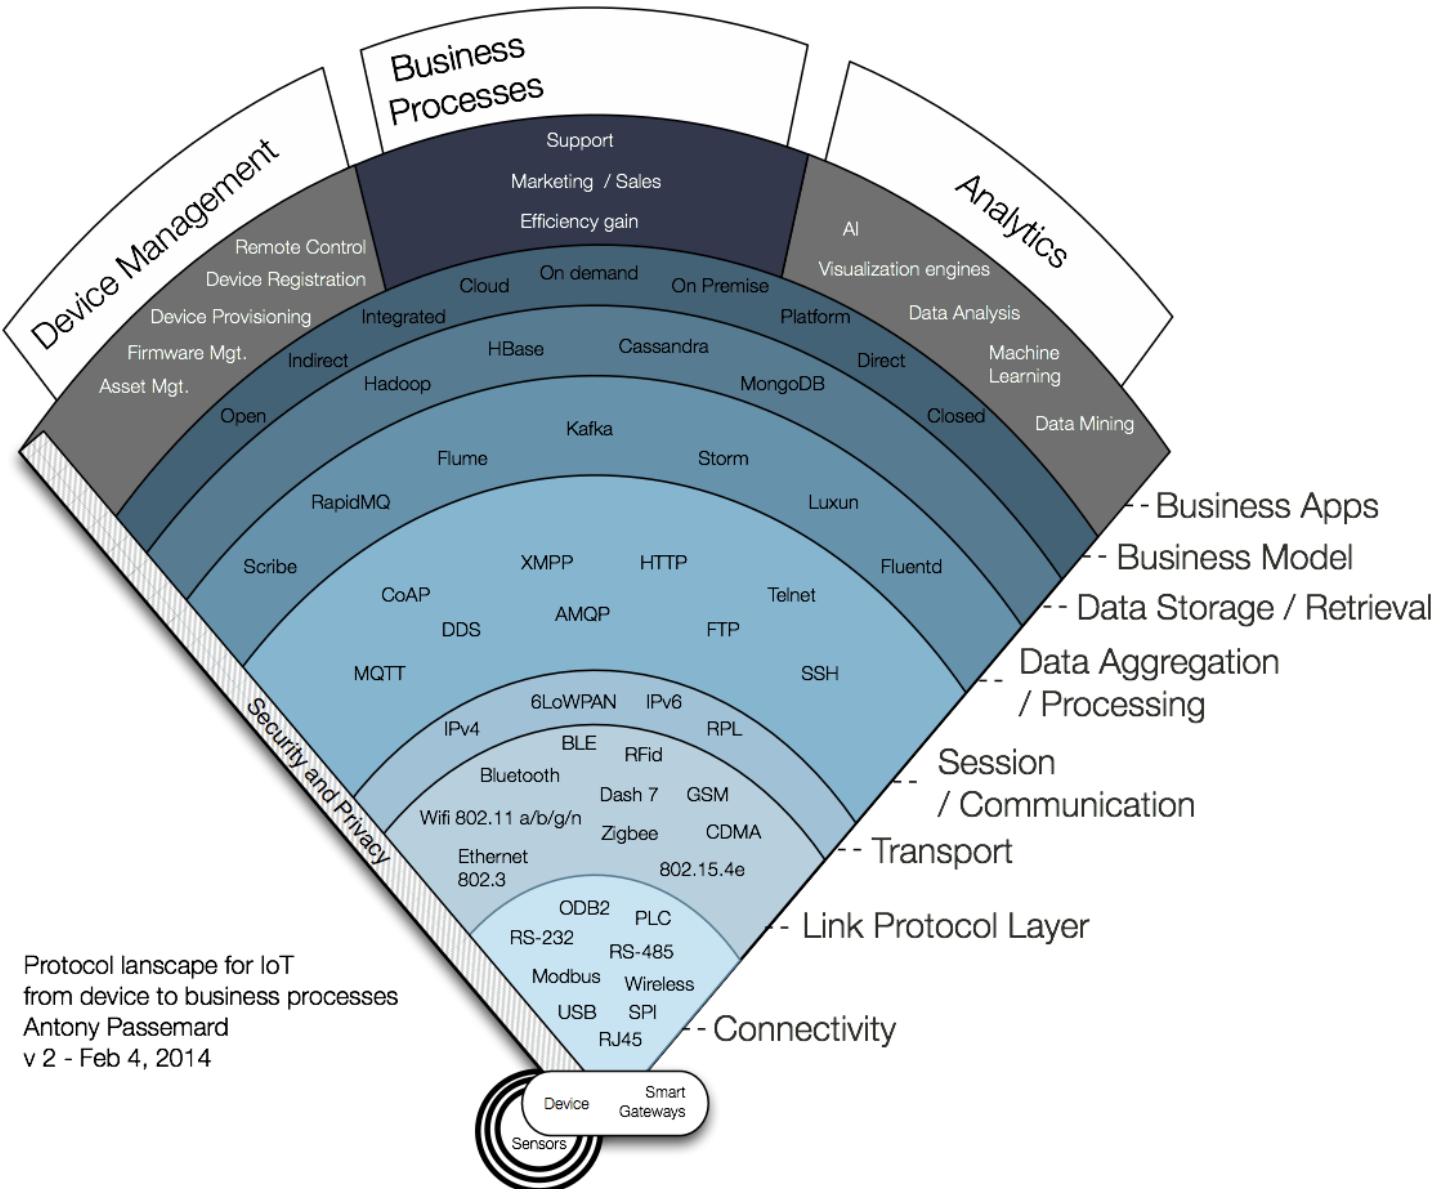 Business
Processes
Device Management
Analytics
Support
Marketing / Sales
Efficiency gain
Remote Control
Device Registration
Device Provisioning
Firmware Mgt.
Asset Mgt.
AI
Visualization engines
Data Analysis
Machine
Learning
Data Mining
Open
Indirect
Integrated
Cloud
On demand
On Premise
Platform
Direct
Closed
Hadoop
HBase
Cassandra
MongoDB
Scribe
RapidMQ
Flume
Kafka
Storm
Luxun
Fluentd
XMPP
HTTP
CoAP
AMQP
Telnet
DDS
FTP
MQTT
SSH
IPv4
6LoWPAN
IPv6
RPL
BLE
RFid
Bluetooth
Dash 7
GSM
Wifi 802.11 a/b/g/n
Zigbee
CDMA
Ethernet
802.3
802.15.4e
ODB2
PLC
RS-232
RS-485
Modbus
Wireless
USB
SPI
RJ45
Security and Privacy
Business Apps
Business Model
Data Storage / Retrieval
Data Aggregation
/ Processing
Session
/ Communication
Transport
Link Protocol Layer
Connectivity
Device
Smart
Gateways
Sensors
Protocol lanscape for IoT
from device to business processes
Antony Passemard
v 2 - Feb 4, 2014